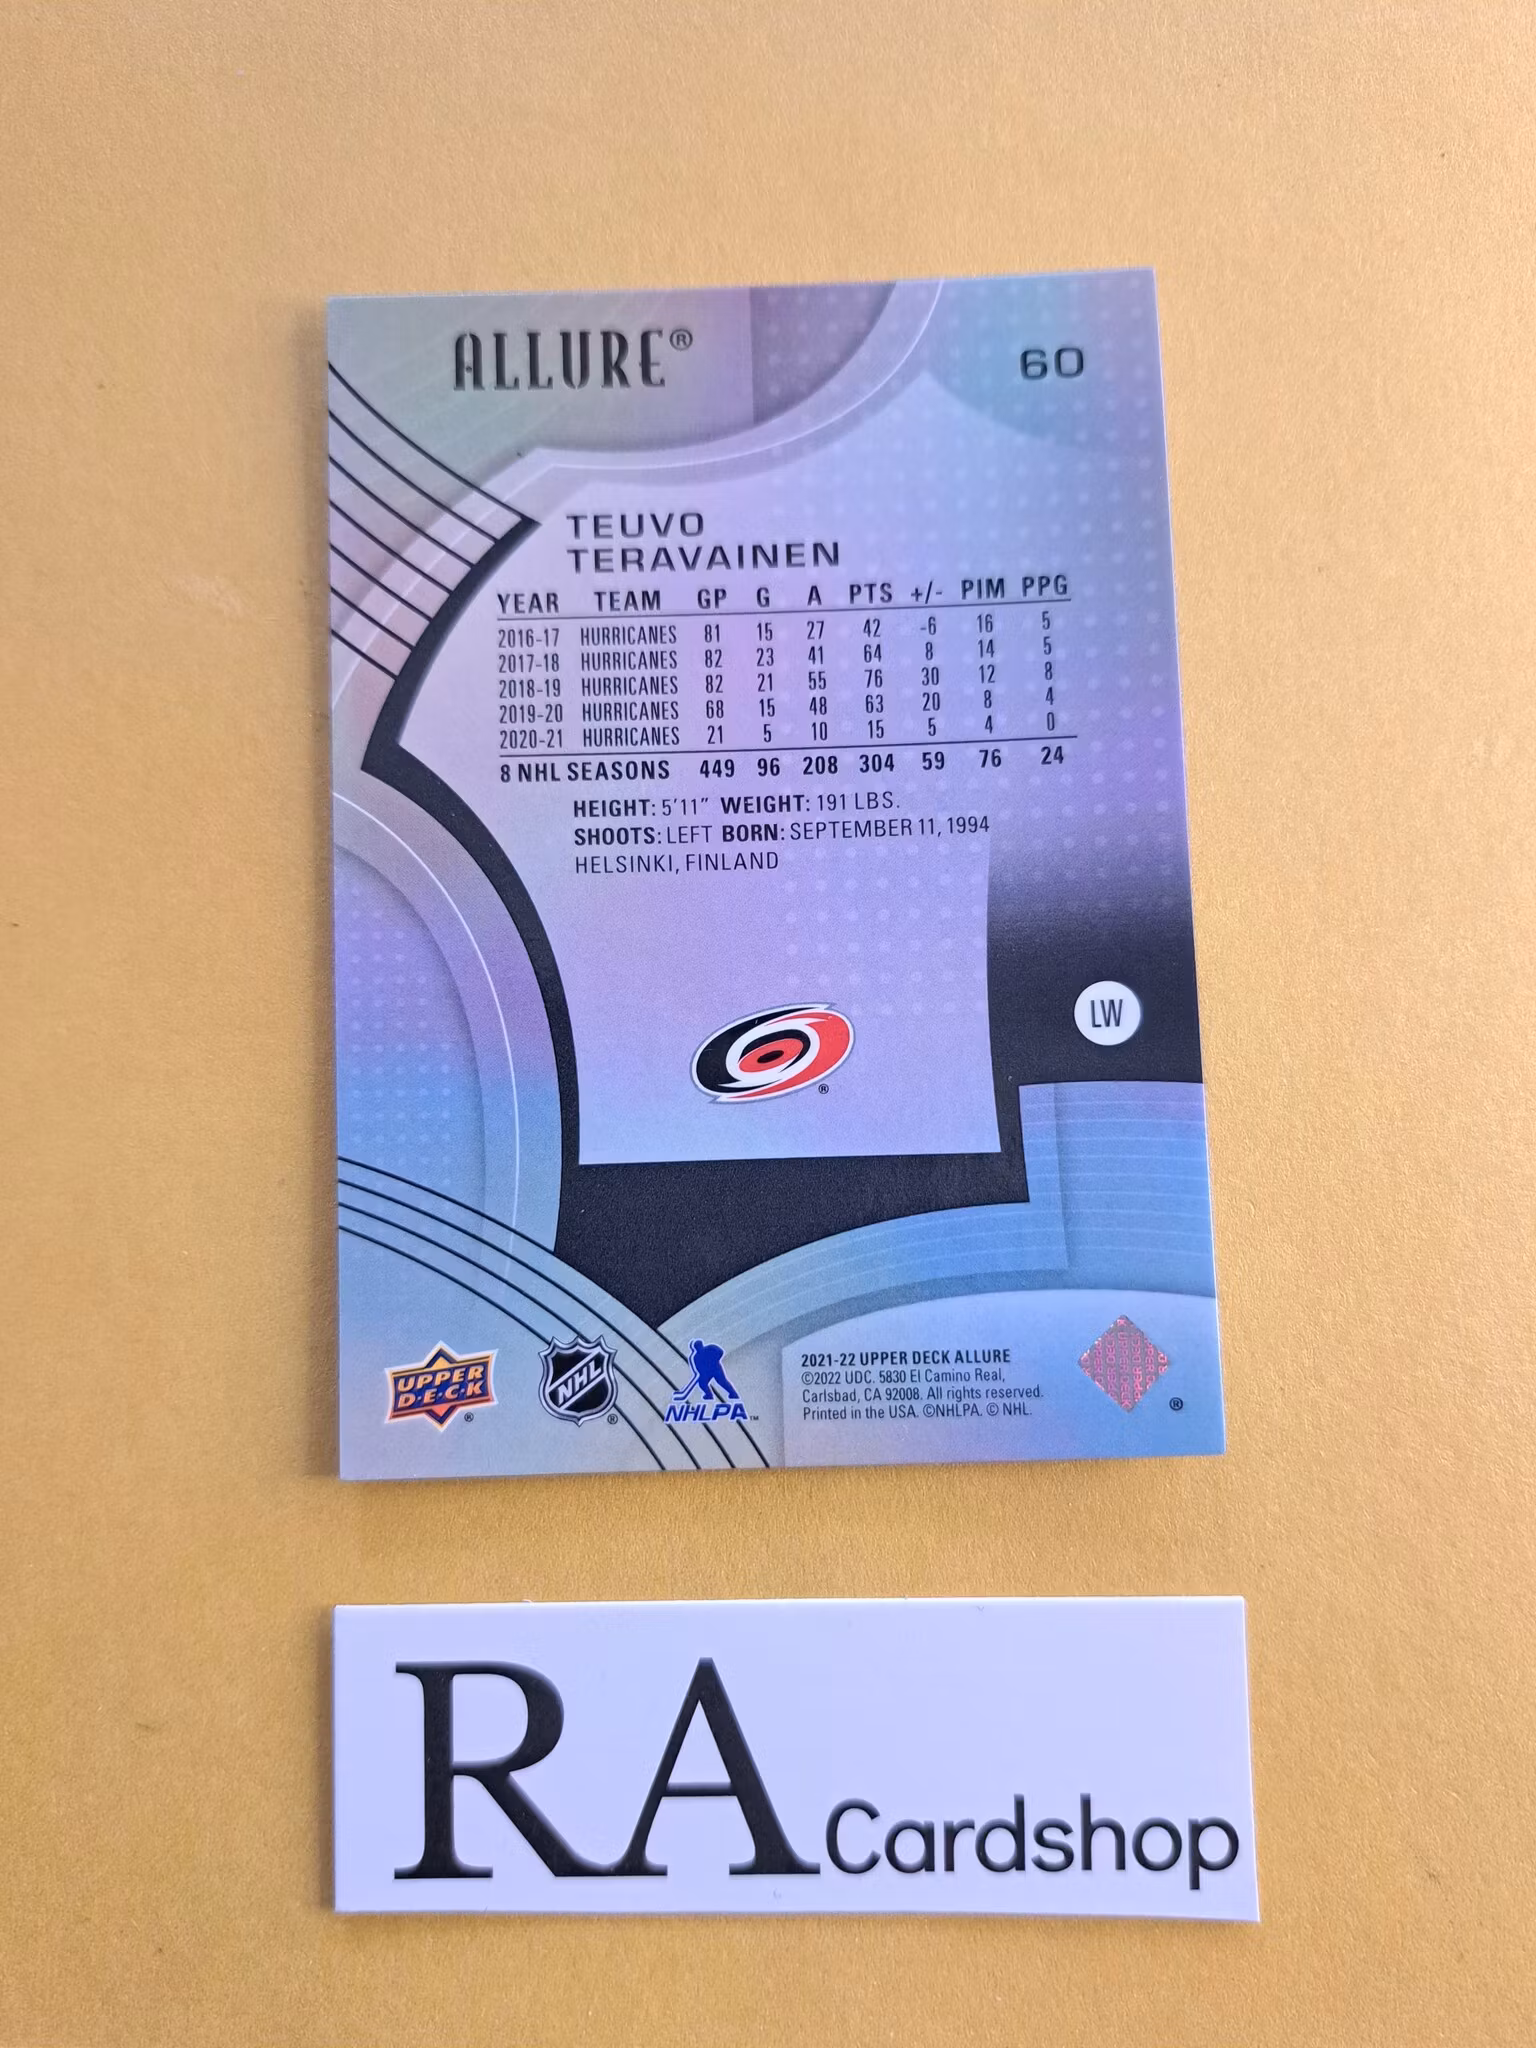 ALLURE®
60
TEUVO
TERAVAINEN
YEAR TEAM GP G A PTS +/- PIM PPG
2016-17 HURRICANES 81 15 27 42 -6 16 5
2017-18 HURRICANES 82 23 41 64 8 14 5
2018-19 HURRICANES 82 21 55 76 30 12 8
2019-20 HURRICANES 68 15 48 63 20 8 4
2020-21 HURRICANES 21 5 10 15 5 4 0
8 NHL SEASONS 449 96 208 304 59 76 24
HEIGHT: 5'11" WEIGHT: 191 LBS.
SHOOTS: LEFT BORN: SEPTEMBER 11, 1994
HELSINKI, FINLAND
LW
®
UPPER
D·E·C·K
®
NHL
®
NHLPA™
2021-22 UPPER DECK ALLURE
©2022 UDC. 5830 El Camino Real,
Carlsbad, CA 92008. All rights reserved.
Printed in the USA. ©NHLPA. © NHL.
®
RA Cardshop